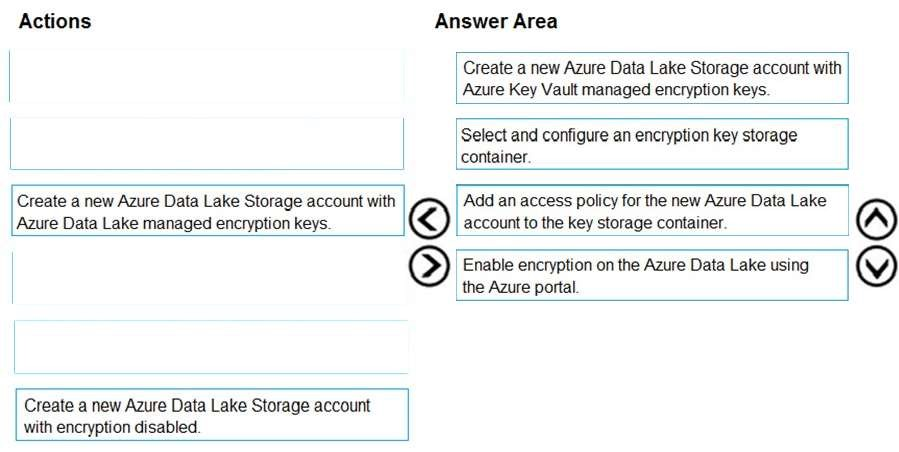 Actions
Answer Area
Create a new Azure Data Lake Storage account with
Azure Key Vault managed encryption keys.
Select and configure an encryption key storage
container.
Create a new Azure Data Lake Storage account with
Azure Data Lake managed encryption keys.
Add an access policy for the new Azure Data Lake
account to the key storage container.
Enable encryption on the Azure Data Lake using
the Azure portal.
Create a new Azure Data Lake Storage account
with encryption disabled.